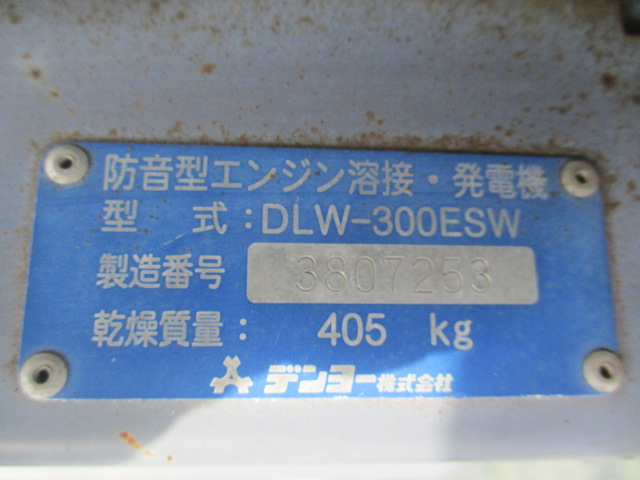 防音型エンジン溶接・発電機
型 式:DLW-300ESW
製造番号 3807253
乾燥質量: 405 kg
デンヨー株式会社